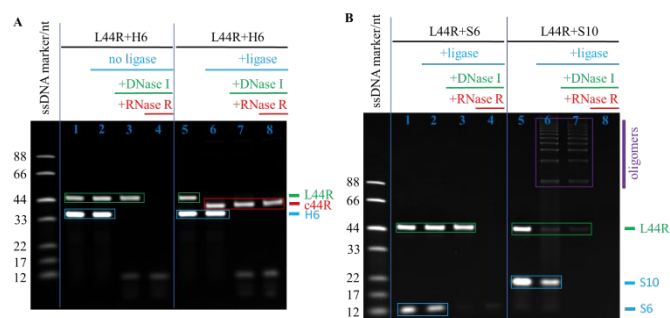 A
L44R+H6 L44R+H6
no ligase +ligase
+DNase I +DNase I
+RNase R +RNase R
ssDNA marker/nt
1 2 3 4 5 6 7 8
88
66
44
33
22
17
12
L44R
c44R
H6
B
L44R+S6 L44R+S10
+ligase +ligase
+DNase I +DNase I
+RNase R +RNase R
ssDNA marker/nt
1 2 3 4 5 6 7 8
88
66
44
33
22
17
12
oligomers
L44R
S10
S6